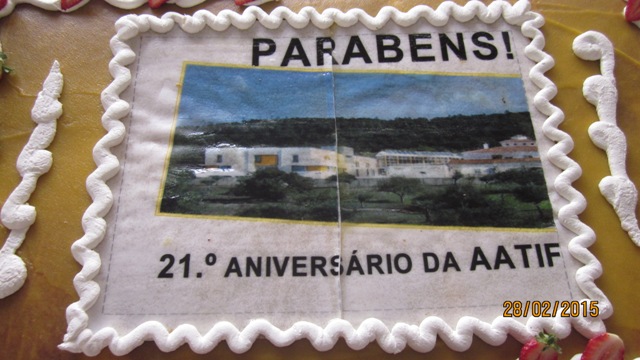 PARABENS!
21.º ANIVERSÁRIO DA AATIF
28/02/2015